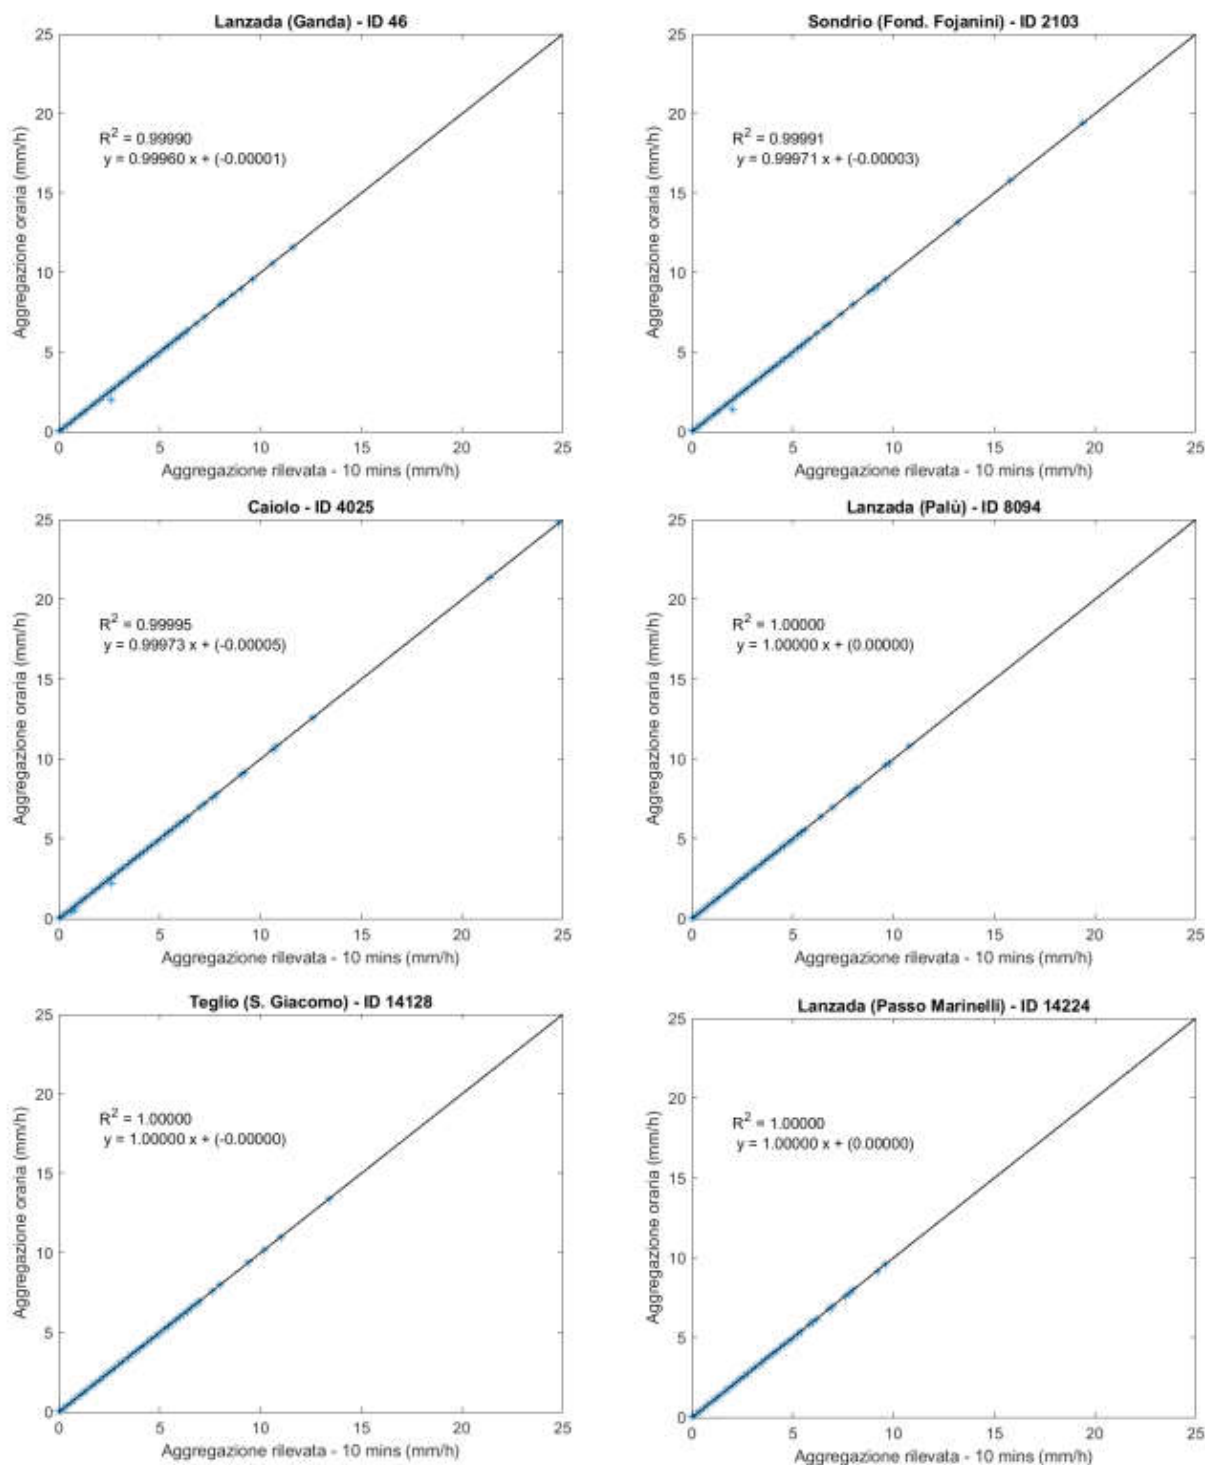 Lanzada (Ganda) - ID 46
25
20
15
10
5
0
Aggregazione oraria (mm/h)
R² = 0.99990
y = 0.99960 x + (-0.00001)
0 5 10 15 20 25
Aggregazione rilevata - 10 mins (mm/h)
Sondrio (Fond. Fojanini) - ID 2103
25
20
15
10
5
0
Aggregazione oraria (mm/h)
R² = 0.99991
y = 0.99971 x + (-0.00003)
0 5 10 15 20 25
Aggregazione rilevata - 10 mins (mm/h)
Caiolo - ID 4025
25
20
15
10
5
0
Aggregazione oraria (mm/h)
R² = 0.99995
y = 0.99973 x + (-0.00005)
0 5 10 15 20 25
Aggregazione rilevata - 10 mins (mm/h)
Lanzada (Palù) - ID 8094
25
20
15
10
5
0
Aggregazione oraria (mm/h)
R² = 1.00000
y = 1.00000 x + (0.00000)
0 5 10 15 20 25
Aggregazione rilevata - 10 mins (mm/h)
Teglio (S. Giacomo) - ID 14128
25
20
15
10
5
0
Aggregazione oraria (mm/h)
R² = 1.00000
y = 1.00000 x + (-0.00000)
0 5 10 15 20 25
Aggregazione rilevata - 10 mins (mm/h)
Lanzada (Passo Marinelli) - ID 14224
25
20
15
10
5
0
Aggregazione oraria (mm/h)
R² = 1.00000
y = 1.00000 x + (0.00000)
0 5 10 15 20 25
Aggregazione rilevata - 10 mins (mm/h)